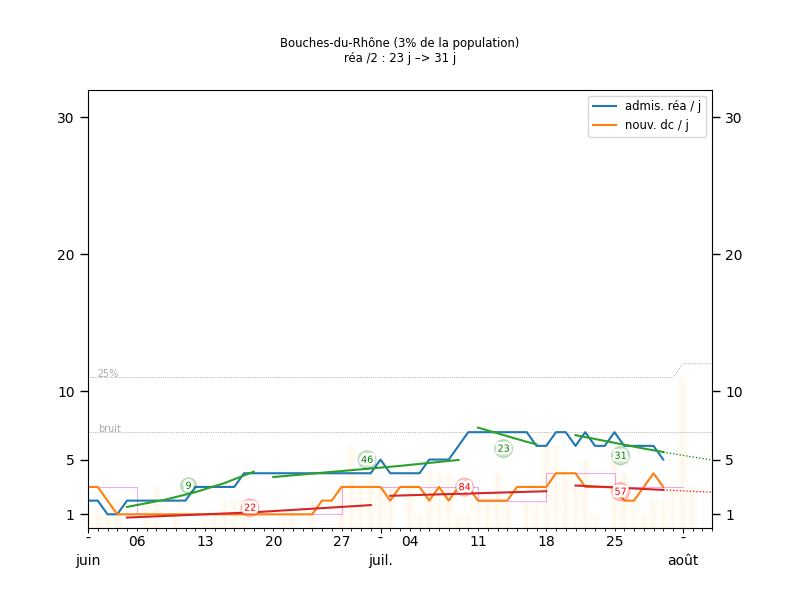 Bouches-du-Rhône (3% de la population)
réa /2 : 23 j –> 31 j
admis. réa / j
nouv. dc / j
30 30
20 20
25%
10 10
bruit
23
46 5 31 5
9 84 57
22
1 1
- 06 13 20 27 - 04 11 18 25 -
juin juil. août